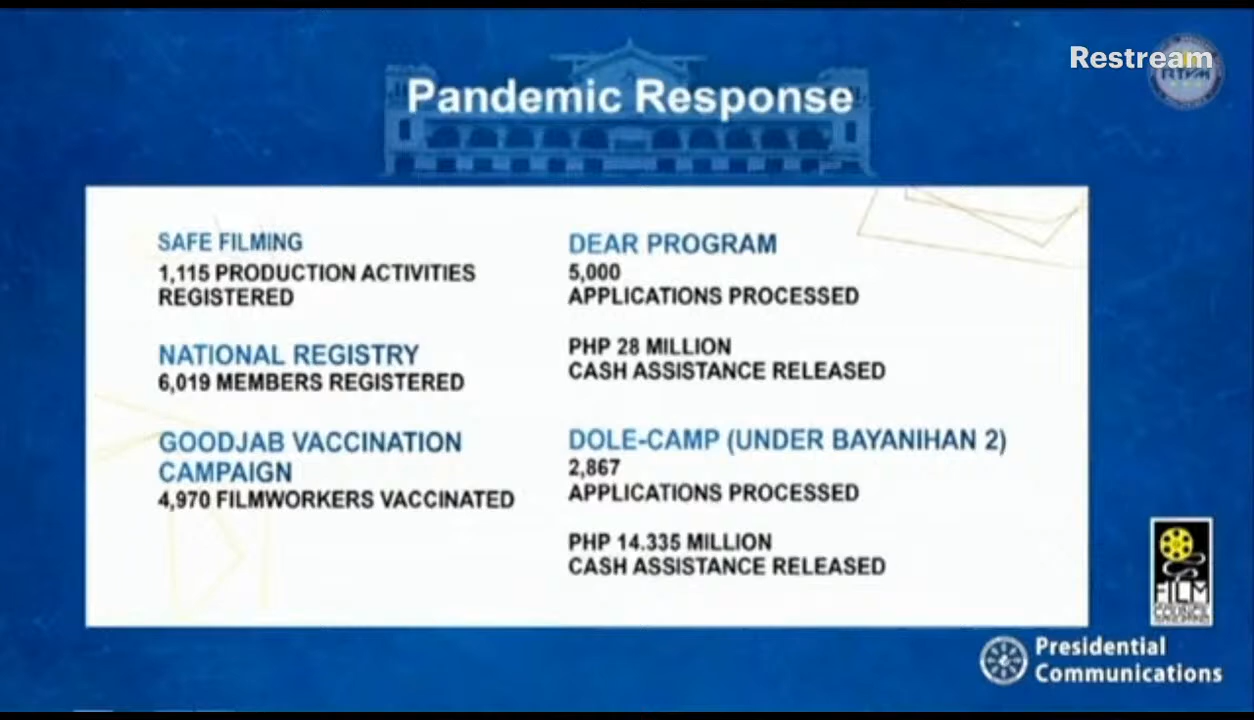 Restream
RTVM
Pandemic Response
SAFE FILMING
1,115 PRODUCTION ACTIVITIES
REGISTERED
NATIONAL REGISTRY
6,019 MEMBERS REGISTERED
GOODJAB VACCINATION
CAMPAIGN
4,970 FILMWORKERS VACCINATED
DEAR PROGRAM
5,000
APPLICATIONS PROCESSED
PHP 28 MILLION
CASH ASSISTANCE RELEASED
DOLE-CAMP (UNDER BAYANIHAN 2)
2,867
APPLICATIONS PROCESSED
PHP 14.335 MILLION
CASH ASSISTANCE RELEASED
FILM
COUNCIL
Presidential
Communications